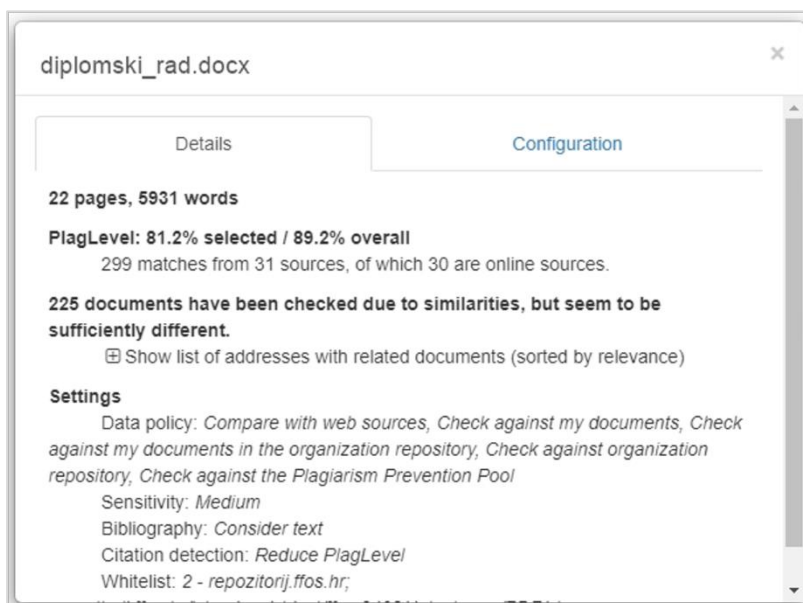 diplomski_rad.docx
×
Details
Configuration
22 pages, 5931 words
PlagLevel: 81.2% selected / 89.2% overall
299 matches from 31 sources, of which 30 are online sources.
225 documents have been checked due to similarities, but seem to be
sufficiently different.
⊞ Show list of addresses with related documents (sorted by relevance)
Settings
Data policy: Compare with web sources, Check against my documents, Check
against my documents in the organization repository, Check against organization
repository, Check against the Plagiarism Prevention Pool
Sensitivity: Medium
Bibliography: Consider text
Citation detection: Reduce PlagLevel
Whitelist: 2 - repozitorij.ffos.hr;